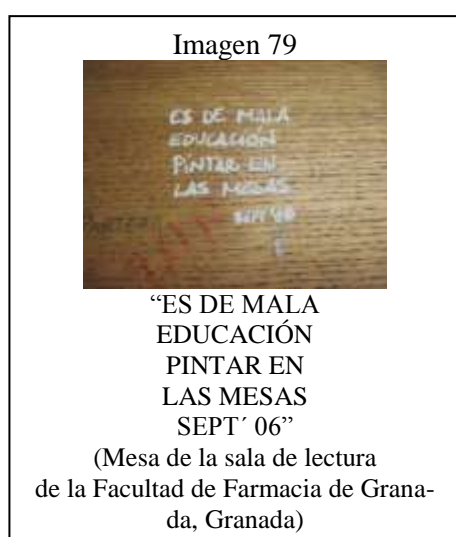 Imagen 79
ES DE MALA
EDUCACIÓN
PINTAR EN
LAS MESAS
SEPT
“ES DE MALA
EDUCACIÓN
PINTAR EN
LAS MESAS
SEPT´ 06”
(Mesa de la sala de lectura
de la Facultad de Farmacia de Grana-
da, Granada)